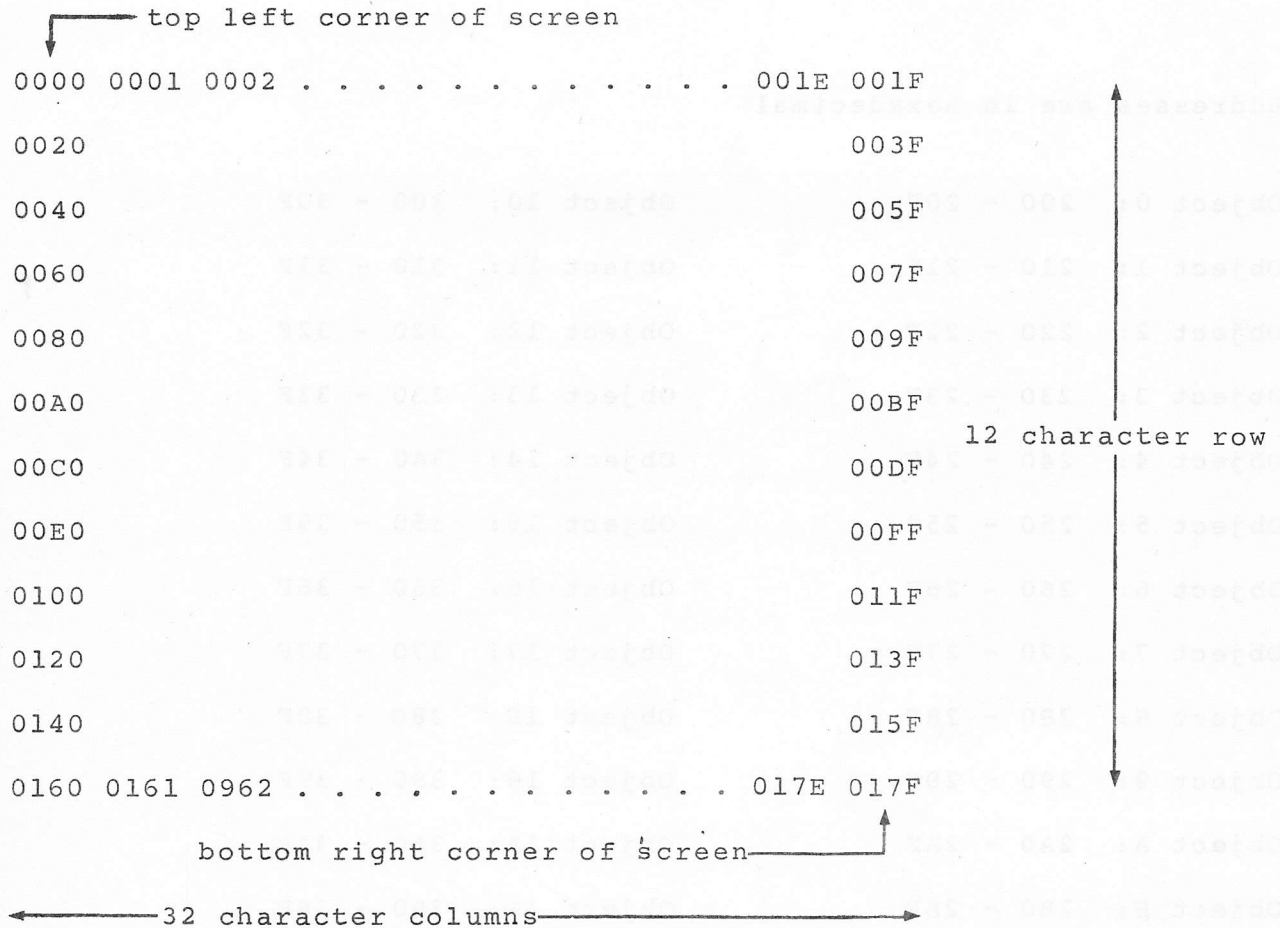 top left corner of screen
0000 0001 0002 . . . . . . . . . . . . . . 001E 001F
0020 003F
0040 005F
0060 007F
0080 009F
00A0 00BF
12 character row
00C0 00DF
00E0 00FF
0100 011F
0120 013F
0140 015F
0160 0161 0962 . . . . . . . . . . . . . . 017E 017F
bottom right corner of screen
32 character columns